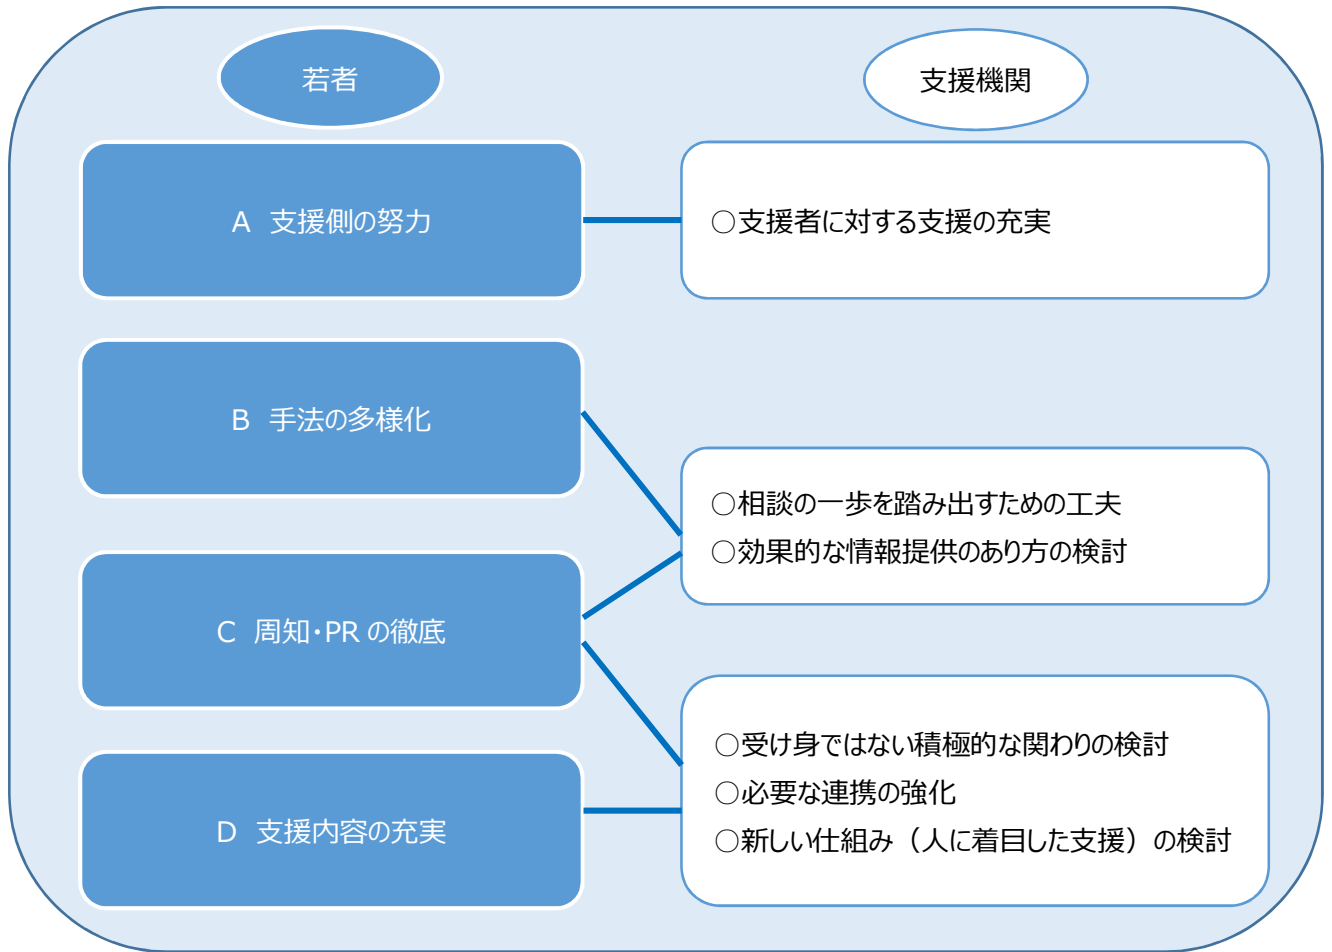 若者
支援機関
A 支援側の努力
○支援者に対する支援の充実
B 手法の多様化
○相談の一歩を踏み出すための工夫
○効果的な情報提供のあり方の検討
C 周知・PR の徹底
○受け身ではない積極的な関わりの検討
○必要な連携の強化
○新しい仕組み（人に着目した支援）の検討
D 支援内容の充実